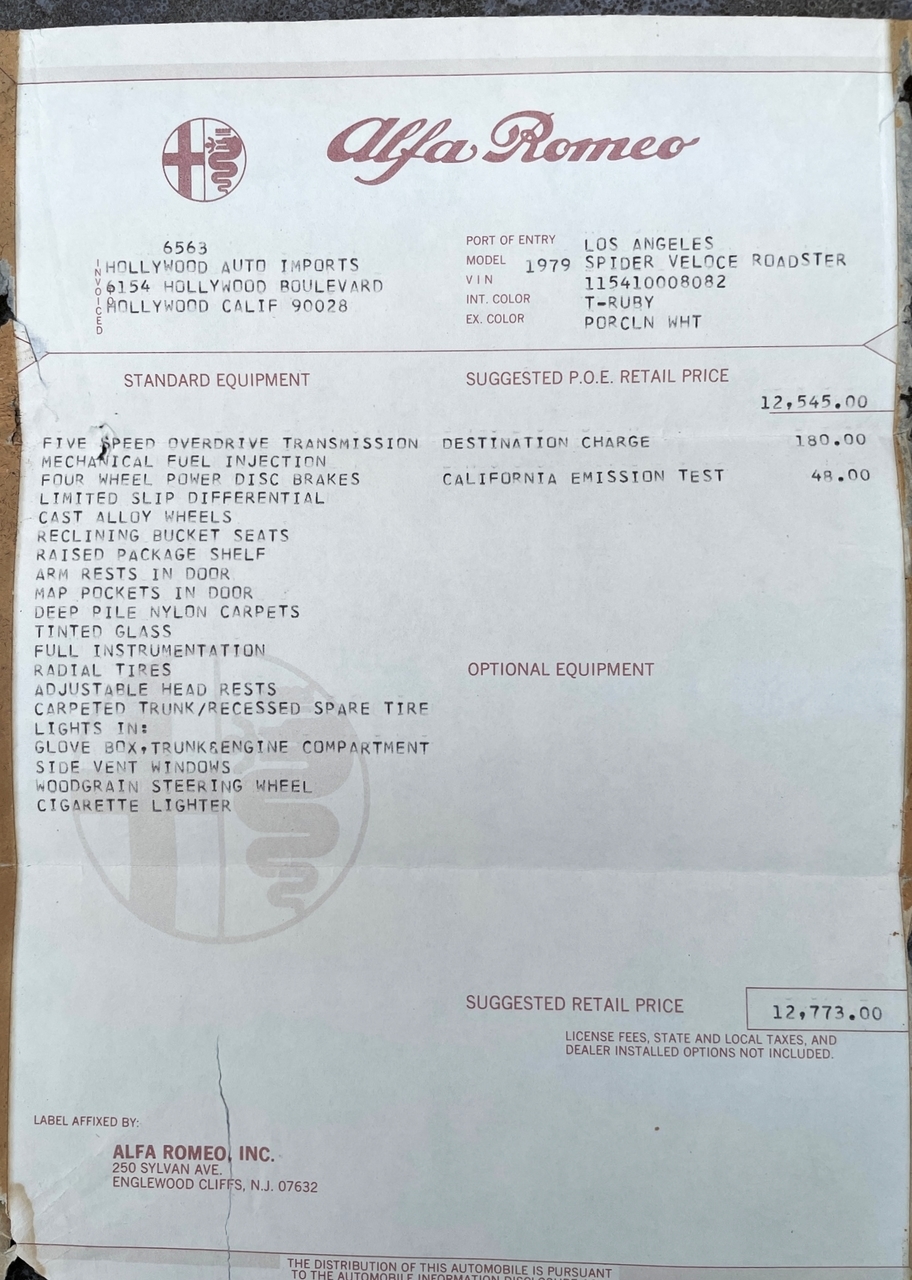 Alfa Romeo
6563
INVOICED
HOLLYWOOD AUTO IMPORTS
6154 HOLLYWOOD BOULEVARD
HOLLYWOOD CALIF 90028
PORT OF ENTRY LOS ANGELES
MODEL 1979 SPIDER VELOCE ROADSTER
VIN 115410008082
INT. COLOR T-RUBY
EX. COLOR PORCLN WHT
STANDARD EQUIPMENT
FIVE SPEED OVERDRIVE TRANSMISSION
MECHANICAL FUEL INJECTION
FOUR WHEEL POWER DISC BRAKES
LIMITED SLIP DIFFERENTIAL
CAST ALLOY WHEELS
RECLINING BUCKET SEATS
RAISED PACKAGE SHELF
ARM RESTS IN DOOR
MAP POCKETS IN DOOR
DEEP PILE NYLON CARPETS
TINTED GLASS
FULL INSTRUMENTATION
RADIAL TIRES
ADJUSTABLE HEAD RESTS
CARPETED TRUNK/RECESSED SPARE TIRE
LIGHTS IN:
GLOVE BOX,TRUNK&ENGINE COMPARTMENT
SIDE VENT WINDOWS
WOODGRAIN STEERING WHEEL
CIGARETTE LIGHTER
SUGGESTED P.O.E. RETAIL PRICE
12,545.00
DESTINATION CHARGE 180.00
CALIFORNIA EMISSION TEST 48.00
OPTIONAL EQUIPMENT
SUGGESTED RETAIL PRICE 12,773.00
LICENSE FEES, STATE AND LOCAL TAXES, AND
DEALER INSTALLED OPTIONS NOT INCLUDED.
LABEL AFFIXED BY:
ALFA ROMEO, INC.
250 SYLVAN AVE.
ENGLEWOOD CLIFFS, N.J. 07632
THE DISTRIBUTION OF THIS AUTOMOBILE IS PURSUANT
TO THE AUTOMOBILE INFORMATION